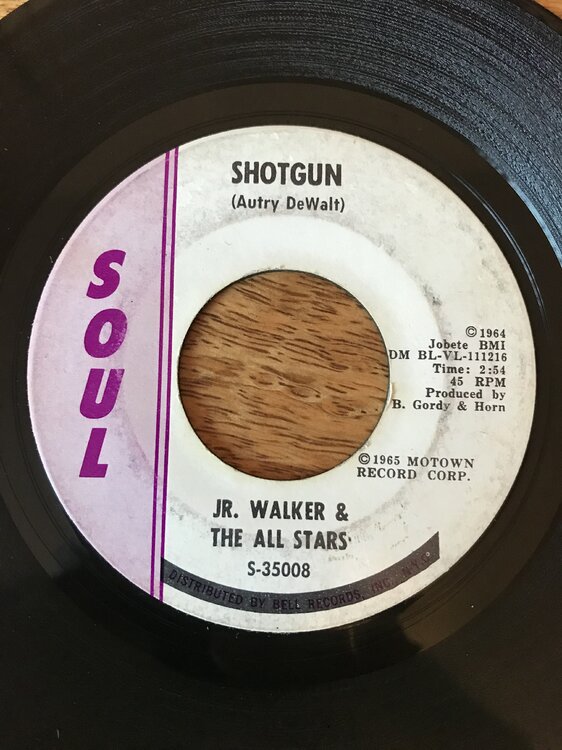 SHOTGUN
(Autry DeWalt)
SOUL
©1964
Jobete BMI
DM BL-VL-111216
Time: 2:54
45 RPM
Produced by
B. Gordy & Horn
©1965 MOTOWN
RECORD CORP.
JR. WALKER &
THE ALL STARS
S-35008
DISTRIBUTED BY BELL RECORDS, INC. N.Y.C.